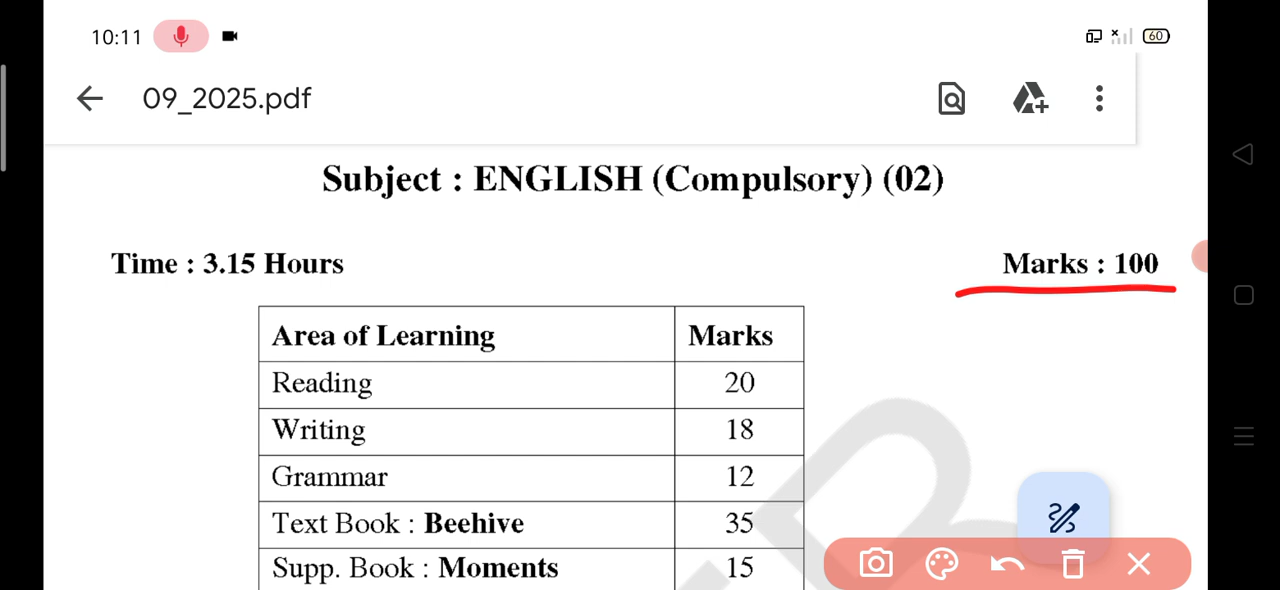 10:11
60
09_2025.pdf
Subject : ENGLISH (Compulsory) (02)
Time : 3.15 Hours
Marks : 100
Area of Learning Marks
Reading 20
Writing 18
Grammar 12
Text Book : Beehive 35
Supp. Book : Moments 15